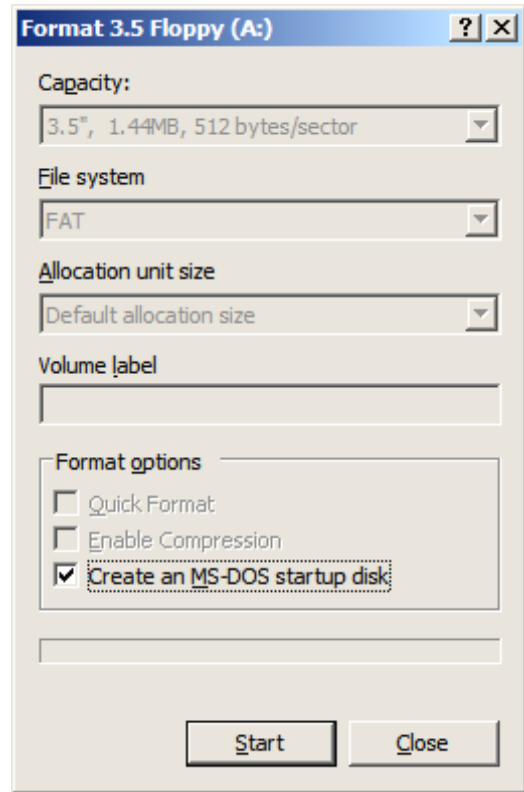 Format 3.5 Floppy (A:)
Capacity:
3.5", 1.44MB, 512 bytes/sector
File system
FAT
Allocation unit size
Default allocation size
Volume label
Format options
Quick Format
Enable Compression
Create an MS-DOS startup disk
Start Close